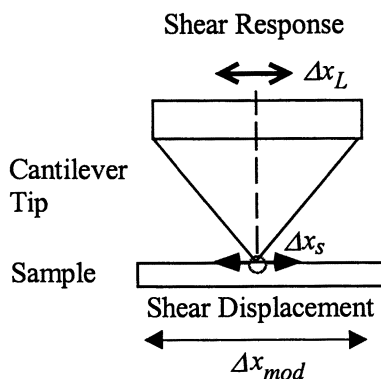 Shear Response
Δx_L
Cantilever
Tip
Δx_s
Sample
Shear Displacement
Δx_mod